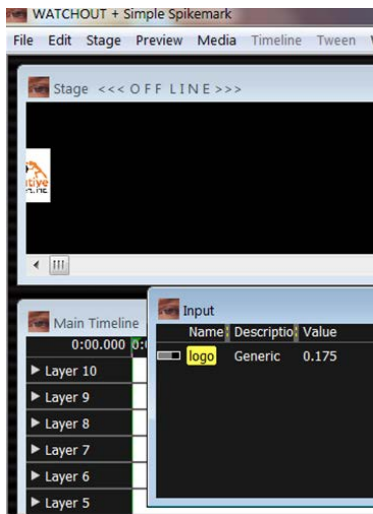 WATCHOUT + Simple Spikemark
File Edit Stage Preview Media Timeline Tween
Stage <<< O F F L I N E >>>
Input
Main Timeline
Name Descriptio Value
0:00.000
logo Generic 0.175
Layer 10
Layer 9
Layer 8
Layer 7
Layer 6
Layer 5